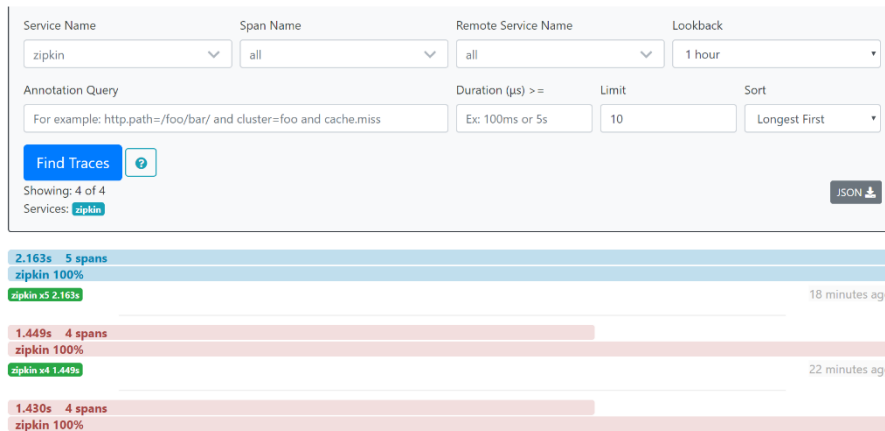 Service Name Span Name Remote Service Name Lookback
zipkin all all 1 hour
Annotation Query Duration (μs) >= Limit Sort
For example: http.path=/foo/bar/ and cluster=foo and cache.miss Ex: 100ms or 5s 10 Longest First
Find Traces ?
Showing: 4 of 4
JSON
Services: zipkin
2.163s 5 spans
zipkin 100%
zipkin x5 2.163s 18 minutes ag
1.449s 4 spans
zipkin 100%
zipkin x4 1.449s 22 minutes ag
1.430s 4 spans
zipkin 100%